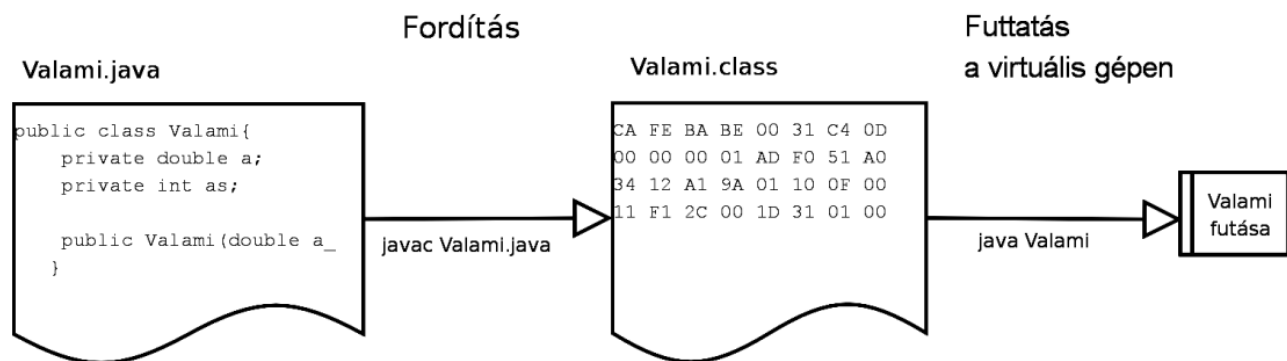 Fordítás
Futtatás
a virtuális gépen
Valami.java
Valami.class
public class Valami{
private double a;
private int as;
public Valami(double a_
}
javac Valami.java
CA FE BA BE 00 31 C4 0D
00 00 00 01 AD F0 51 A0
34 12 A1 9A 01 10 0F 00
11 F1 2C 00 1D 31 01 00
java Valami
Valami
futása